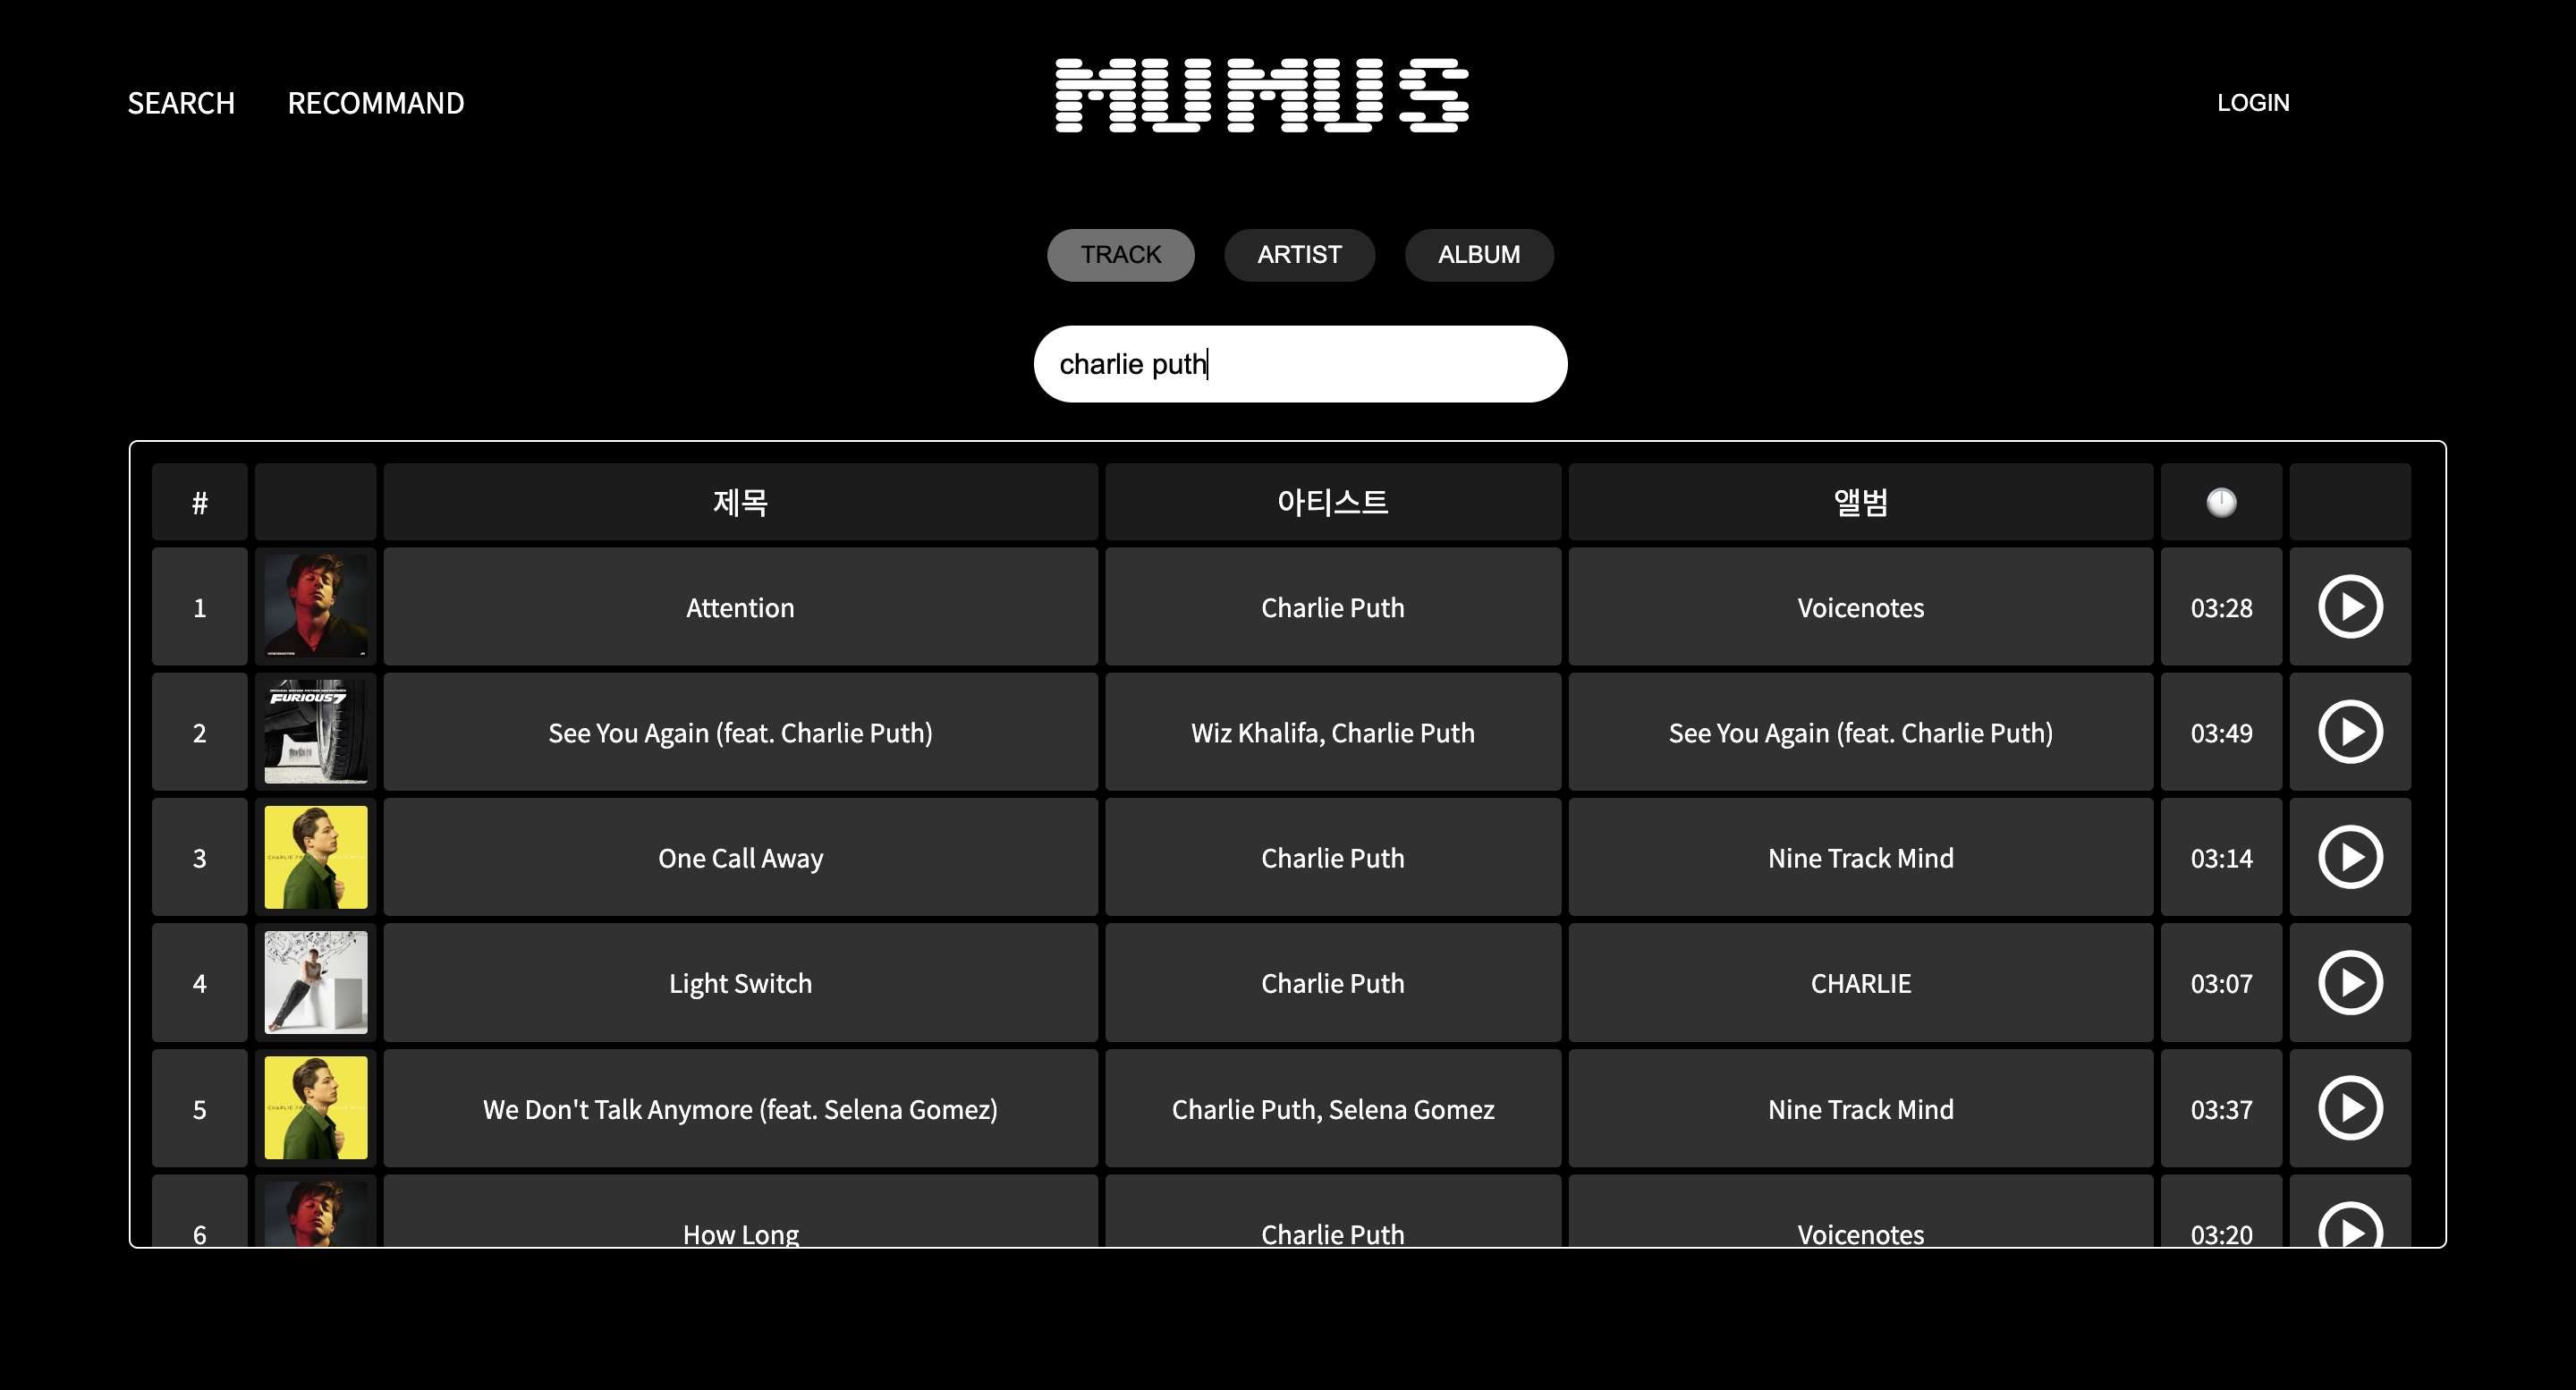 SEARCH RECOMMAND MUMUS LOGIN
TRACK ARTIST ALBUM
charlie puth
# 제목 아티스트 앨범
1 Attention Charlie Puth Voicenotes 03:28
FURIOUS7
2 See You Again (feat. Charlie Puth) Wiz Khalifa, Charlie Puth See You Again (feat. Charlie Puth) 03:49
3 One Call Away Charlie Puth Nine Track Mind 03:14
4 Light Switch Charlie Puth CHARLIE 03:07
5 We Don't Talk Anymore (feat. Selena Gomez) Charlie Puth, Selena Gomez Nine Track Mind 03:37
6 How Long Charlie Puth Voicenotes 03:20